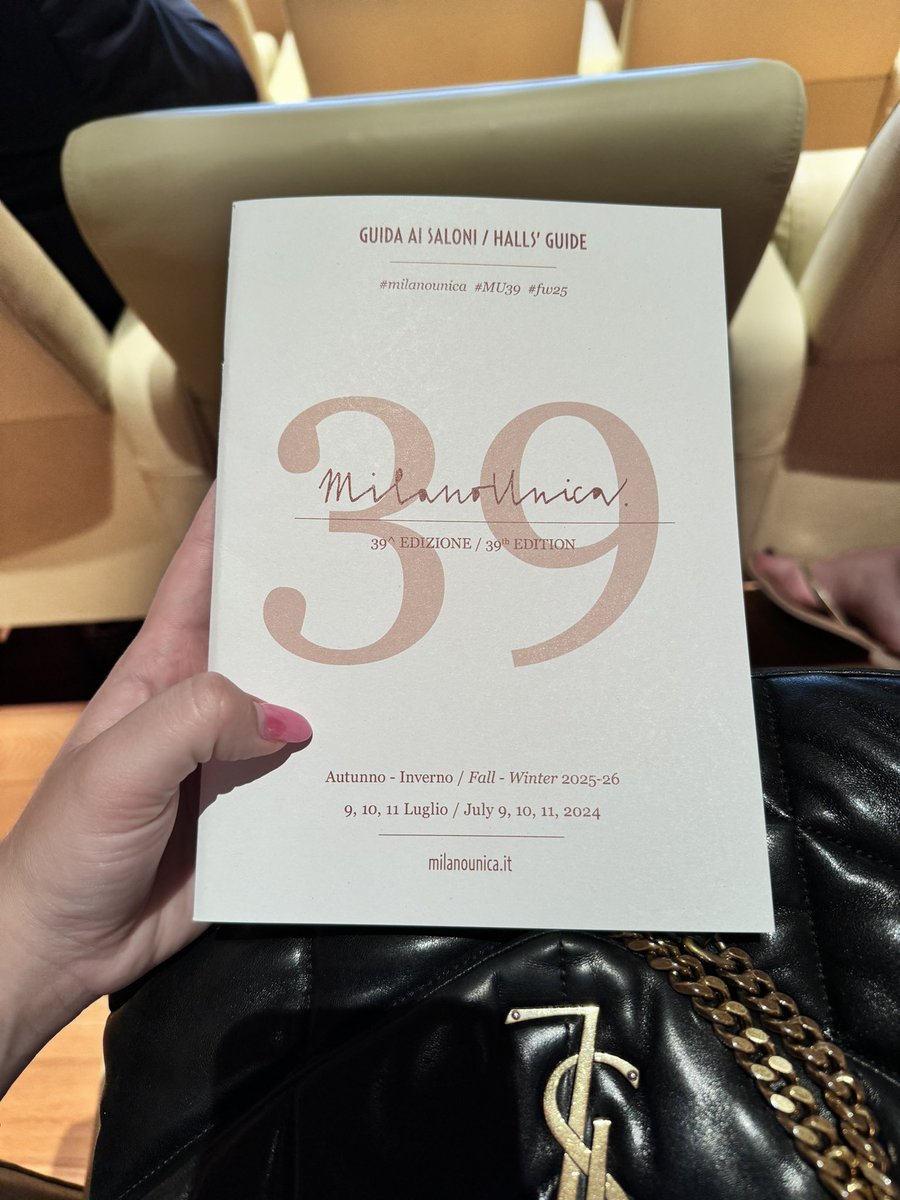 GUIDA AI SALONI / HALLS' GUIDE
#milanounica #MU39 #fw25
39
MilanoUnica.
39^ EDIZIONE / 39th EDITION
Autunno - Inverno / Fall - Winter 2025-26
9, 10, 11 Luglio / July 9, 10, 11, 2024
milanounica.it
YSL